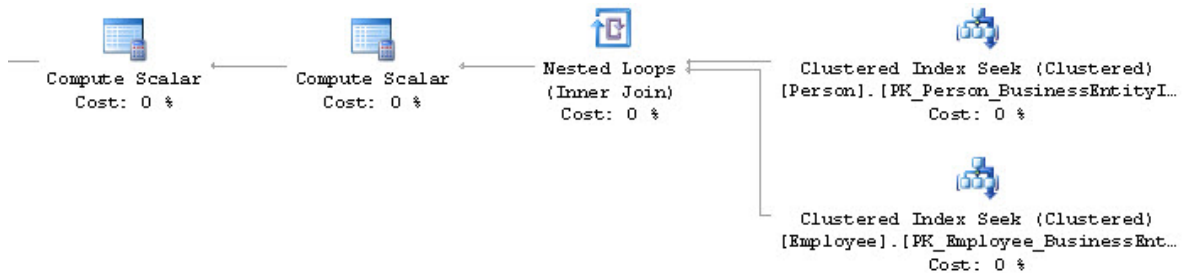 Compute Scalar
Cost: 0 %
Compute Scalar
Cost: 0 %
Nested Loops
(Inner Join)
Cost: 0 %
Clustered Index Seek (Clustered)
[Person].[PK_Person_BusinessEntityI…
Cost: 0 %
Clustered Index Seek (Clustered)
[Employee].[PK_Employee_BusinessEnt…
Cost: 0 %